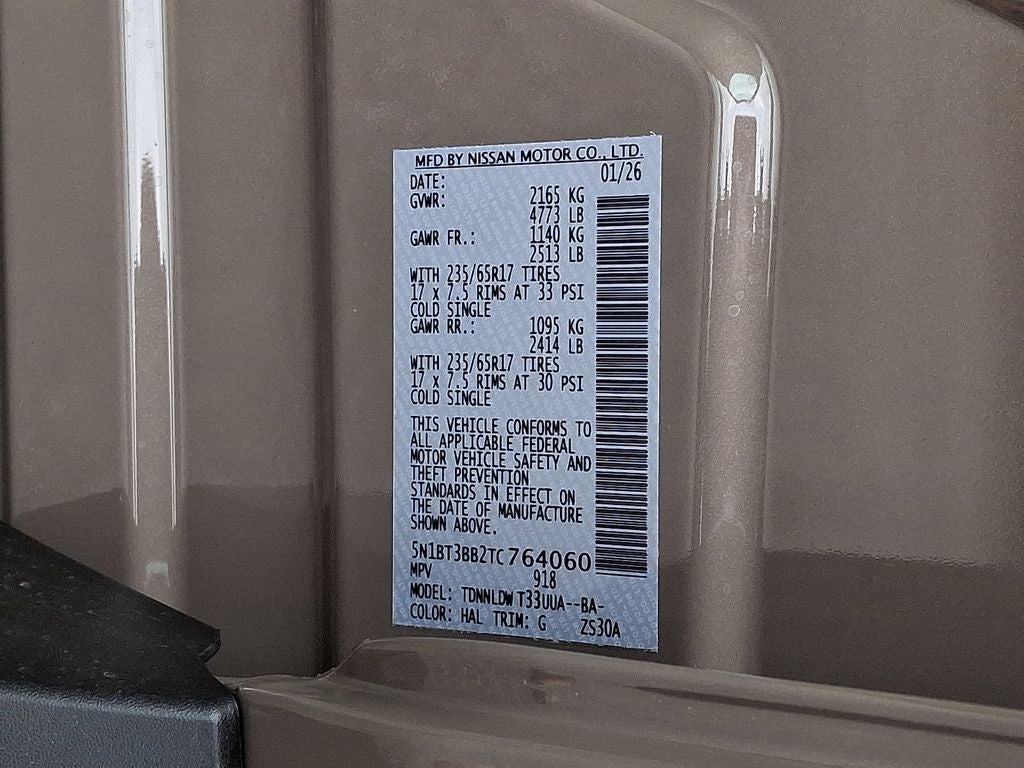 MFD BY NISSAN MOTOR CO., LTD.
DATE: 01/26
GVWR: 2165 KG
4773 LB
GAWR FR.: 1140 KG
2513 LB
WITH 235/65R17 TIRES
17 x 7.5 RIMS AT 33 PSI
COLD SINGLE
GAWR RR.: 1095 KG
2414 LB
WITH 235/65R17 TIRES
17 x 7.5 RIMS AT 30 PSI
COLD SINGLE
THIS VEHICLE CONFORMS TO
ALL APPLICABLE FEDERAL
MOTOR VEHICLE SAFETY AND
THEFT PREVENTION
STANDARDS IN EFFECT ON
THE DATE OF MANUFACTURE
SHOWN ABOVE.
5N1BT3BB2TC764060
MPV 918
MODEL: TDNNLDW T33UUA--BA-
COLOR: HAL TRIM: G ZS30A